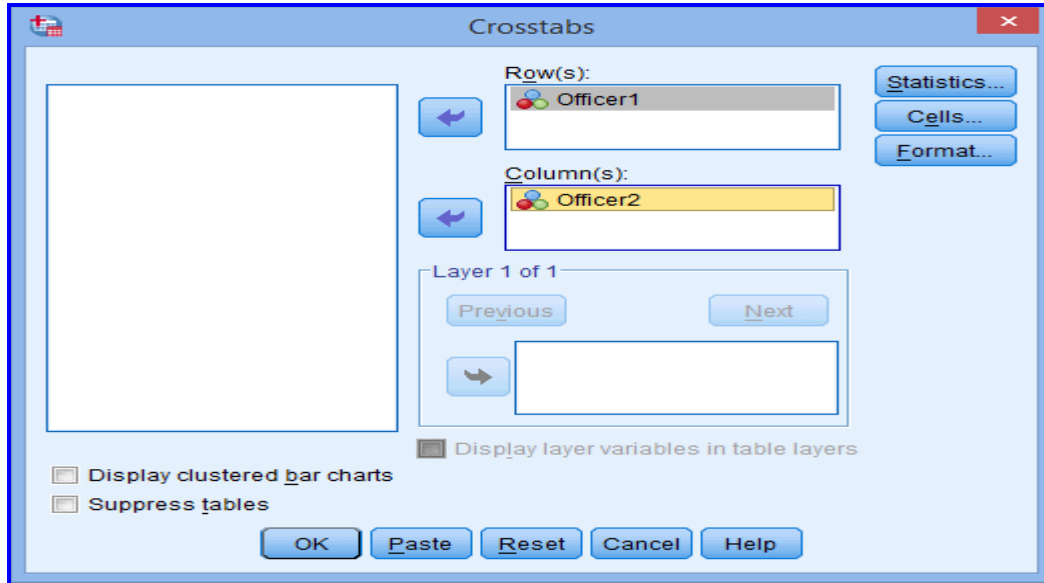 Crosstabs
Row(s):
Officer1
Statistics...
Cells...
Format...
Column(s):
Officer2
Layer 1 of 1
Previous
Next
Display layer variables in table layers
Display clustered bar charts
Suppress tables
OK Paste Reset Cancel Help